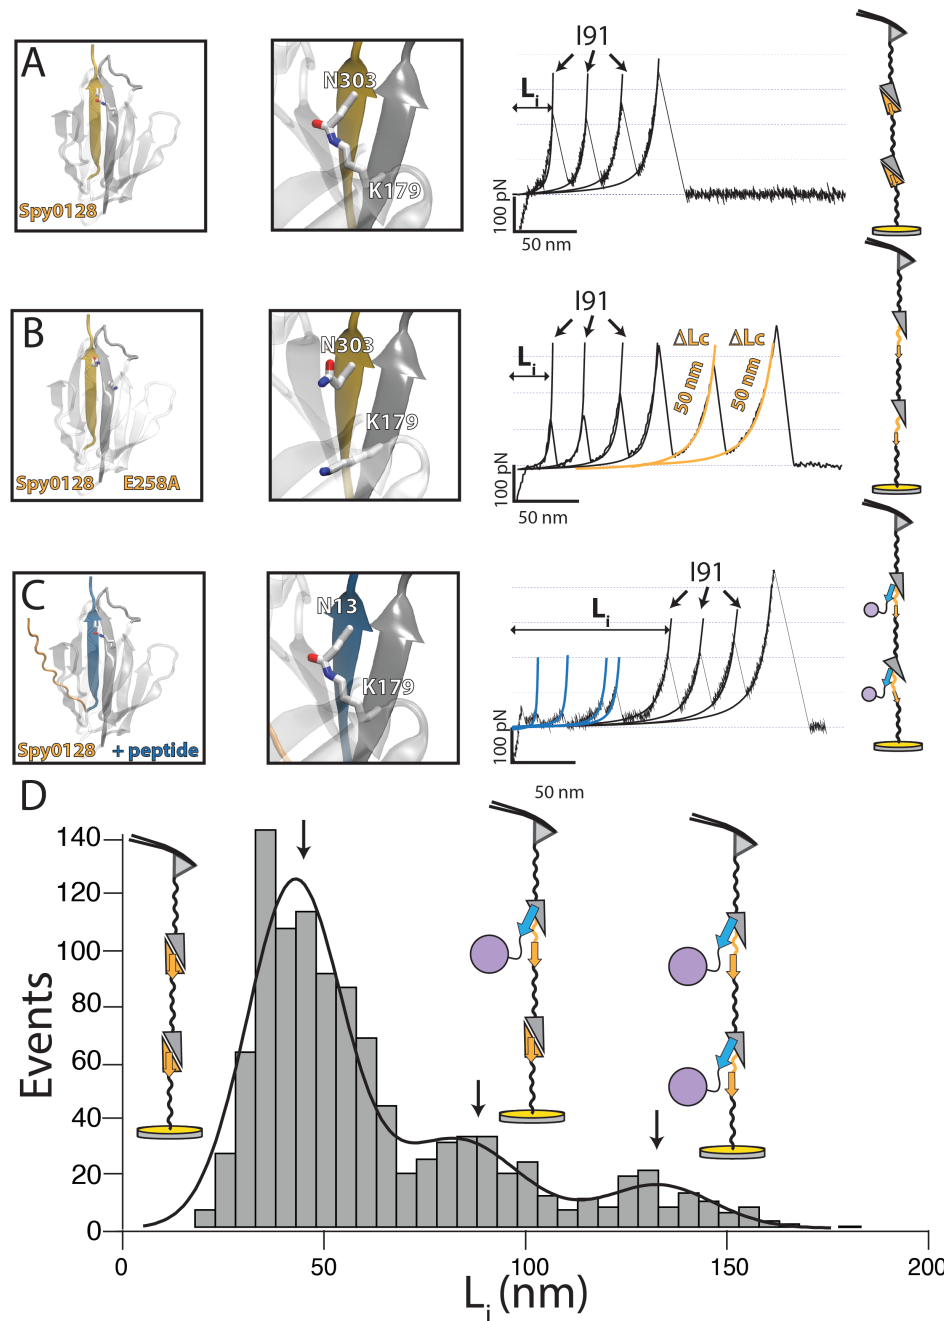 A
Spy0128
N303
K179
I91
Li
100 pN
50 nm
B
Spy0128 E258A
N303
K179
I91
Li
ΔLc ΔLc
50 nm 50 nm
100 pN
50 nm
C
Spy0128 + peptide
N13
K179
I91
Li
100 pN
50 nm
D
Events
140
120
100
80
60
40
20
0
0 50 100 150 200
Li (nm)